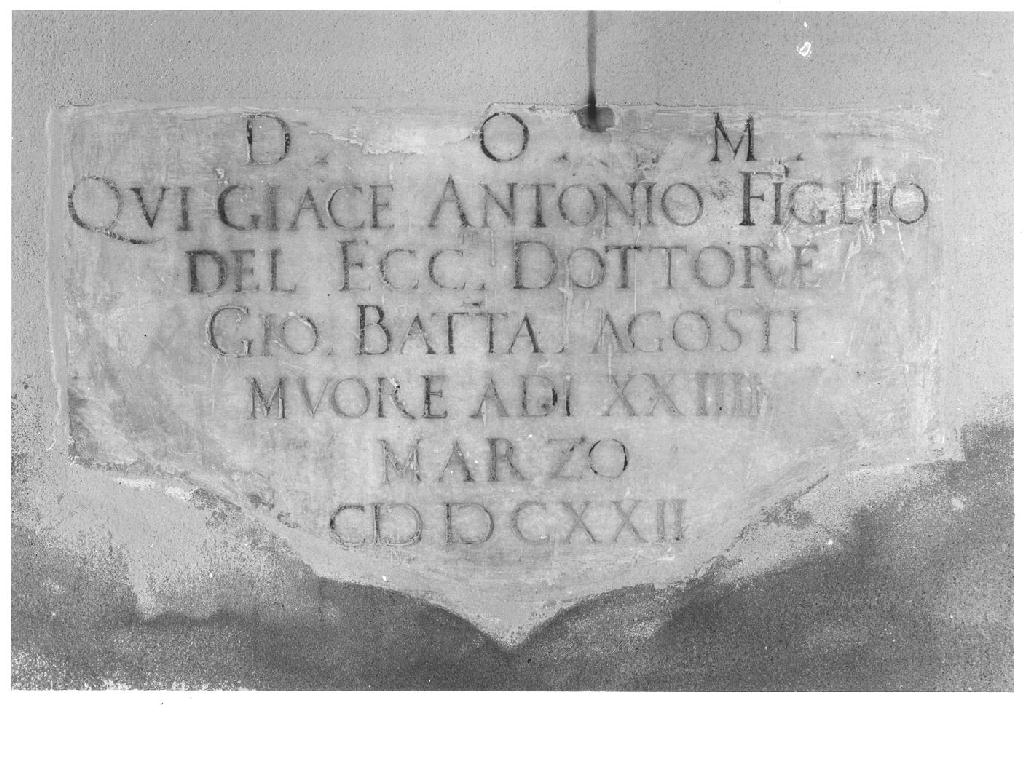 D. O. M.
QVI GIACE ANTONIO FIGLIO
DEL ECC. DOTTORE
GIO. BATTA. AGOSTI
MVORE ADI XXIIII
MARZO
CIƆ IƆ CXXII